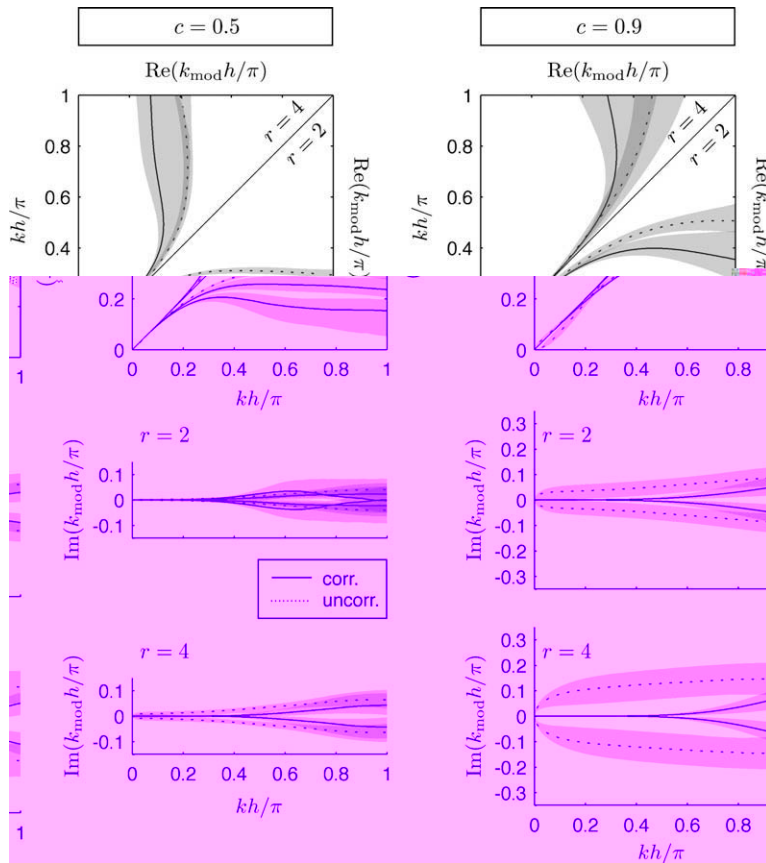 c = 0.5
c = 0.9
Re(k_mod h/π)
Re(k_mod h/π)
1
0.8
0.6
0.4
kh/π
r = 4
r = 2
Re(k_mod h/π)
1
0.8
0.6
0.4
kh/π
r = 4
r = 2
Re(k_mod h/π)
0.2
0
0 0.2 0.4 0.6 0.8 1
kh/π
0
0 0.2 0.4 0.6 0.8
kh/π
1
r = 2
Im(k_mod h/π)
0.1
0
-0.1
0 0.2 0.4 0.6 0.8 1
r = 2
Im(k_mod h/π)
0.3
0.2
0.1
0
-0.1
-0.2
-0.3
corr.
uncorr.
r = 4
Im(k_mod h/π)
0.1
0
-0.1
0 0.2 0.4 0.6 0.8 1
kh/π
r = 4
Im(k_mod h/π)
0.3
0.2
0.1
0
-0.1
-0.2
-0.3
0 0.2 0.4 0.6 0.8
kh/π
1